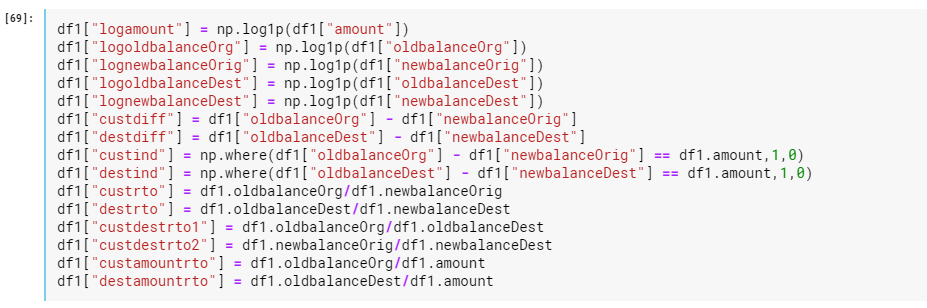 [69]:
df1["logamount"] = np.log1p(df1["amount"])
df1["logoldbalanceOrg"] = np.log1p(df1["oldbalanceOrg"])
df1["lognewbalanceOrig"] = np.log1p(df1["newbalanceOrig"])
df1["logoldbalanceDest"] = np.log1p(df1["oldbalanceDest"])
df1["lognewbalanceDest"] = np.log1p(df1["newbalanceDest"])
df1["custdiff"] = df1["oldbalanceOrg"] - df1["newbalanceOrig"]
df1["destdiff"] = df1["oldbalanceDest"] - df1["newbalanceDest"]
df1["custind"] = np.where(df1["oldbalanceOrg"] - df1["newbalanceOrig"] == df1.amount,1,0)
df1["destind"] = np.where(df1["oldbalanceDest"] - df1["newbalanceDest"] == df1.amount,1,0)
df1["custrto"] = df1.oldbalanceOrg/df1.newbalanceOrig
df1["destrto"] = df1.oldbalanceDest/df1.newbalanceDest
df1["custdestrto1"] = df1.oldbalanceOrg/df1.oldbalanceDest
df1["custdestrto2"] = df1.newbalanceOrig/df1.newbalanceDest
df1["custamountrto"] = df1.oldbalanceOrg/df1.amount
df1["destamountrto"] = df1.oldbalanceDest/df1.amount